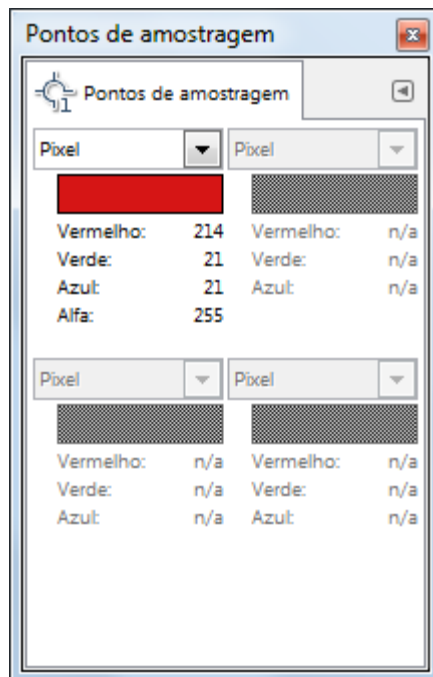 Pontos de amostragem
Pontos de amostragem
Pixel Pixel
Vermelho: 214 Vermelho: n/a
Verde: 21 Verde: n/a
Azul: 21 Azul: n/a
Alfa: 255
Pixel Pixel
Vermelho: n/a Vermelho: n/a
Verde: n/a Verde: n/a
Azul: n/a Azul: n/a